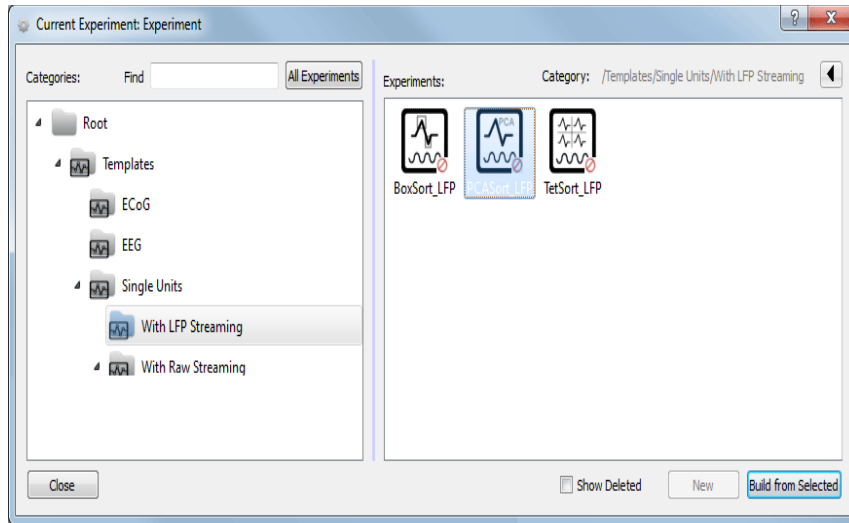 Current Experiment: Experiment
? X
Categories: Find All Experiments
Root
Templates
ECoG
EEG
Single Units
With LFP Streaming
With Raw Streaming
Experiments: Category: /Templates/Single Units/With LFP Streaming
PCA
BoxSort_LFP PCASort_LFP TetSort_LFP
Close
Show Deleted New Build from Selected